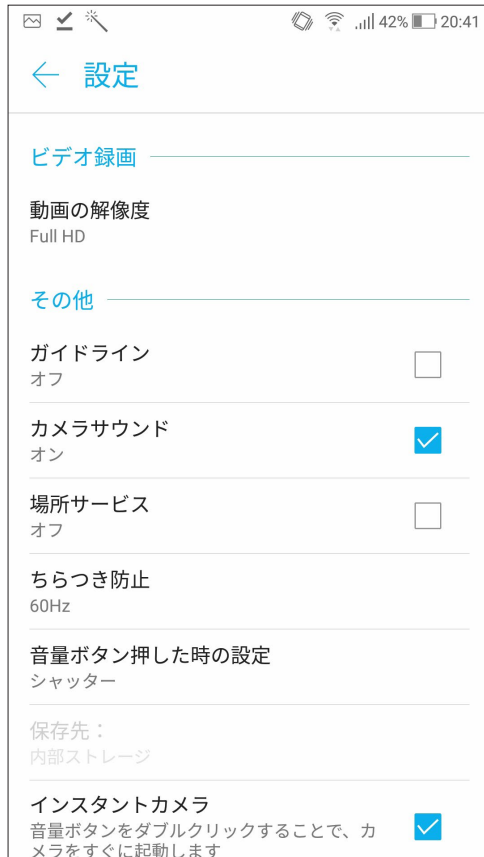 42% 20:41
設定
ビデオ録画
動画の解像度
Full HD
その他
ガイドライン
オフ
カメラサウンド
オン
場所サービス
オフ
ちらつき防止
60Hz
音量ボタン押した時の設定
シャッター
保存先：
内部ストレージ
インスタントカメラ
音量ボタンをダブルクリックすることで、カ
メラをすぐに起動します